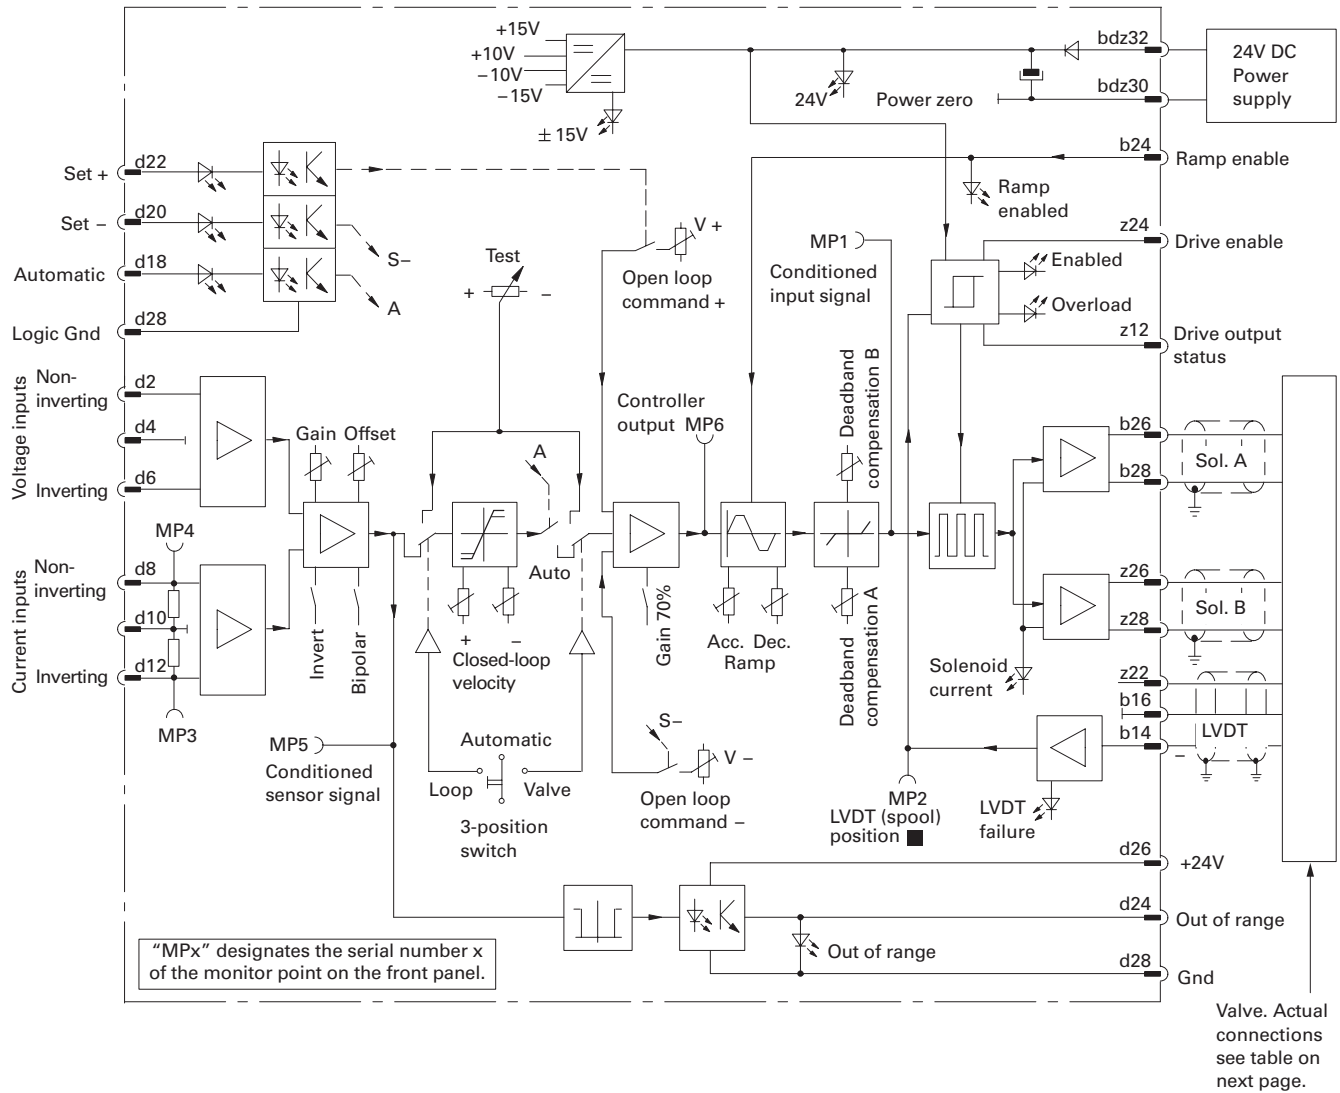 +15V
+10V
−10V
−15V
± 15V
24V
Power zero
bdz32
bdz30
24V DC
Power
supply
b24
Ramp enable
Ramp
enabled
z24
Drive enable
Enabled
Overload
z12
Drive output
status
Set +
d22
Set −
d20
Automatic
d18
Logic Gnd
d28
S−
A
Test
+
−
V +
Open loop
command +
MP1
Conditioned
input signal
Voltage inputs
Non-
inverting
d2
d4
Inverting
d6
Current inputs
Non-
inverting
MP4
d8
d10
Inverting
d12
MP3
Gain
Offset
Invert
Bipolar
A
Auto
+
−
Closed-loop
velocity
Controller
output
MP6
Gain 70%
Acc.
Dec.
Ramp
Deadband
compensation B
Deadband
compensation A
b26
b28
Sol. A
z26
z28
Sol. B
Solenoid
current
z22
b16
b14
LVDT
−
MP5
Conditioned
sensor signal
Automatic
Loop
Valve
3-position
switch
S−
V −
Open loop
command −
MP2
LVDT (spool)
position ■
LVDT
failure
d26
+24V
d24
Out of range
Out of range
d28
Gnd
“MPx” designates the serial number x
of the monitor point on the front panel.
Valve. Actual
connections
see table on
next page.